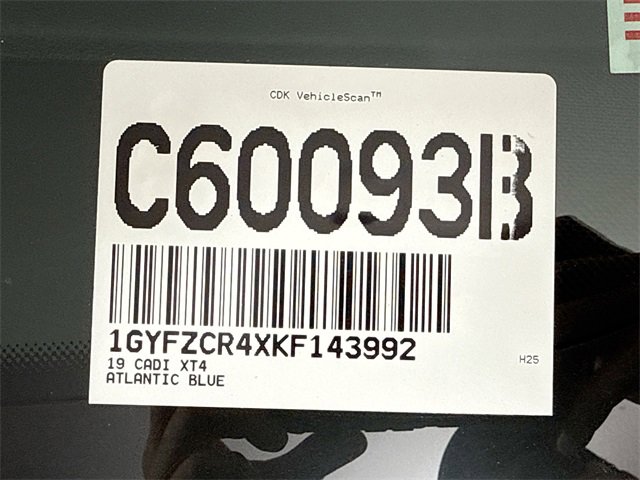 CDK VehicleScan™
C60093B
1GYFZCR4XKF143992
19 CADI XT4
H25
ATLANTIC BLUE